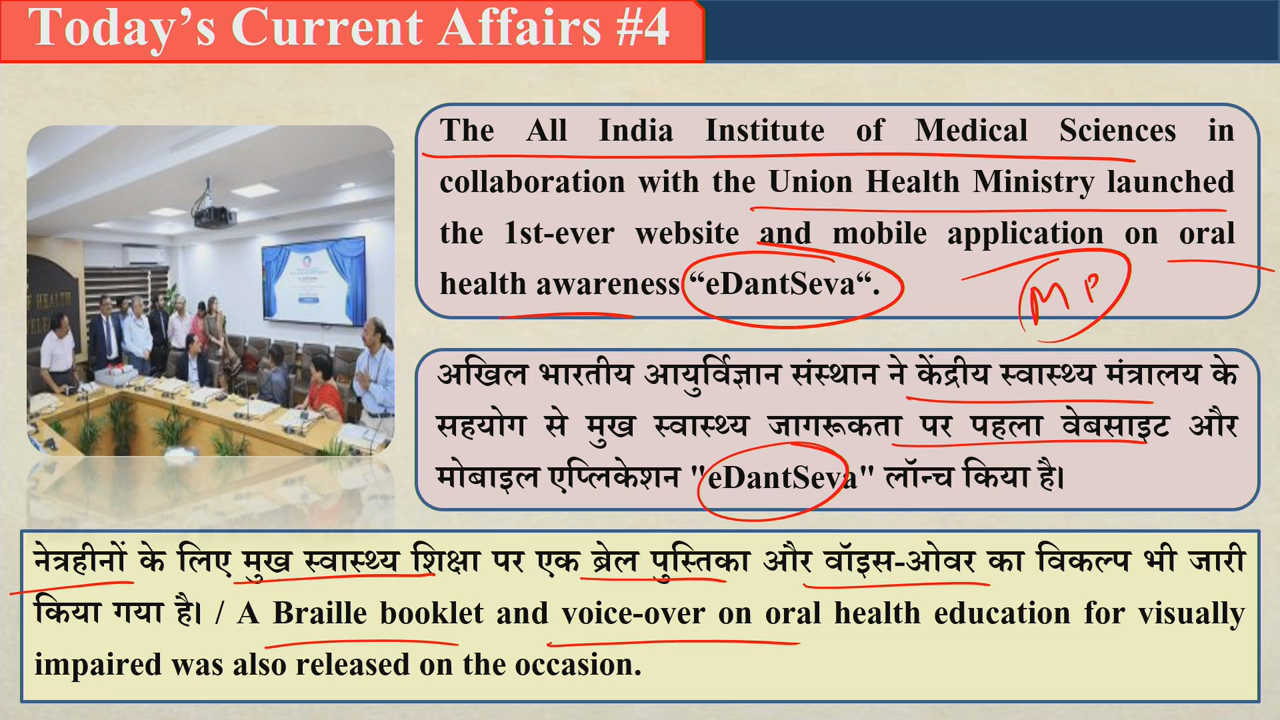 Today's Current Affairs #4
The All India Institute of Medical Sciences in
collaboration with the Union Health Ministry launched
the 1st-ever website and mobile application on oral
health awareness “eDantSeva“.
MP
अखिल भारतीय आयुर्विज्ञान संस्थान ने केंद्रीय स्वास्थ्य मंत्रालय के
सहयोग से मुख स्वास्थ्य जागरूकता पर पहला वेबसाइट और
मोबाइल एप्लिकेशन "eDantSeva" लॉन्च किया है।
नेत्रहीनों के लिए मुख स्वास्थ्य शिक्षा पर एक ब्रेल पुस्तिका और वॉइस-ओवर का विकल्प भी जारी
किया गया है। / A Braille booklet and voice-over on oral health education for visually
impaired was also released on the occasion.